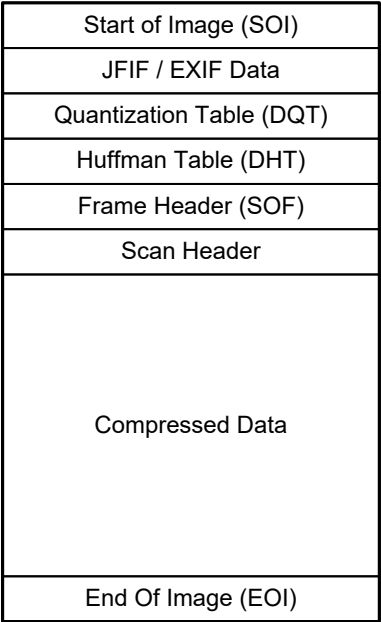 Start of Image (SOI)
JFIF / EXIF Data
Quantization Table (DQT)
Huffman Table (DHT)
Frame Header (SOF)
Scan Header
Compressed Data
End Of Image (EOI)